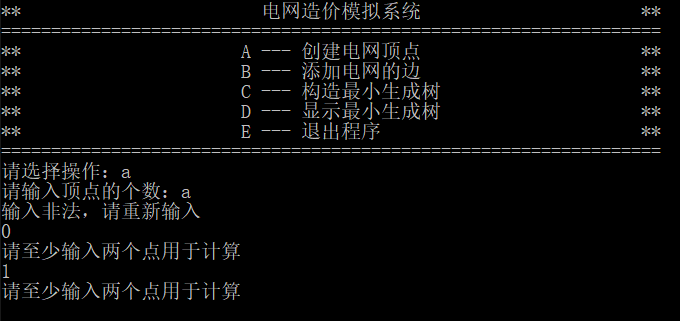 **                        电网造价模拟系统                      **
==================================================================
**                      A --- 创建电网顶点                      **
**                      B --- 添加电网的边                      **
**                      C --- 构造最小生成树                    **
**                      D --- 显示最小生成树                    **
**                      E --- 退出程序                          **
==================================================================
请选择操作：a
请输入顶点的个数：a
输入非法，请重新输入
0
请至少输入两个点用于计算
1
请至少输入两个点用于计算